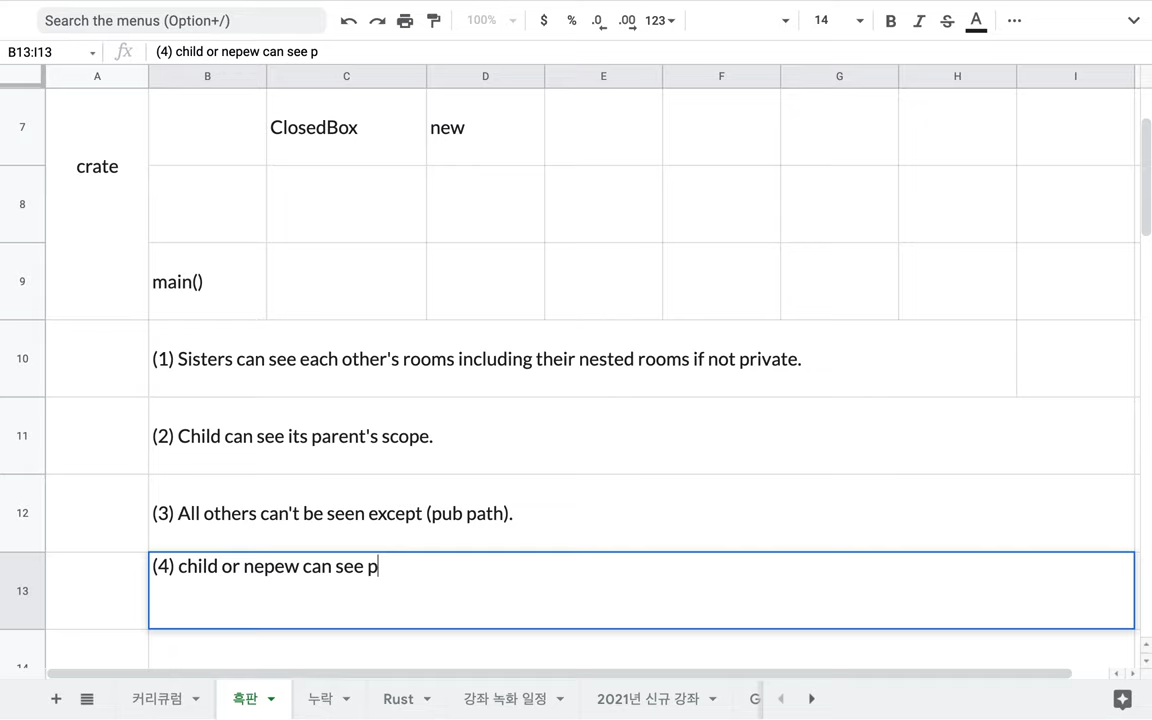 Search the menus (Option+/) 100% $ % .0 .00 123 14 B I S A ...
B13:I13 fx (4) child or nepew can see p
A B C D E F G H I
7 ClosedBox new
crate
8
9 main()
10 (1) Sisters can see each other's rooms including their nested rooms if not private.
11 (2) Child can see its parent's scope.
12 (3) All others can't be seen except (pub path).
(4) child or nepew can see p
13
+ 커리큐럼 흑판 누락 Rust 강좌 녹화 일정 2021년 신규 강좌 G